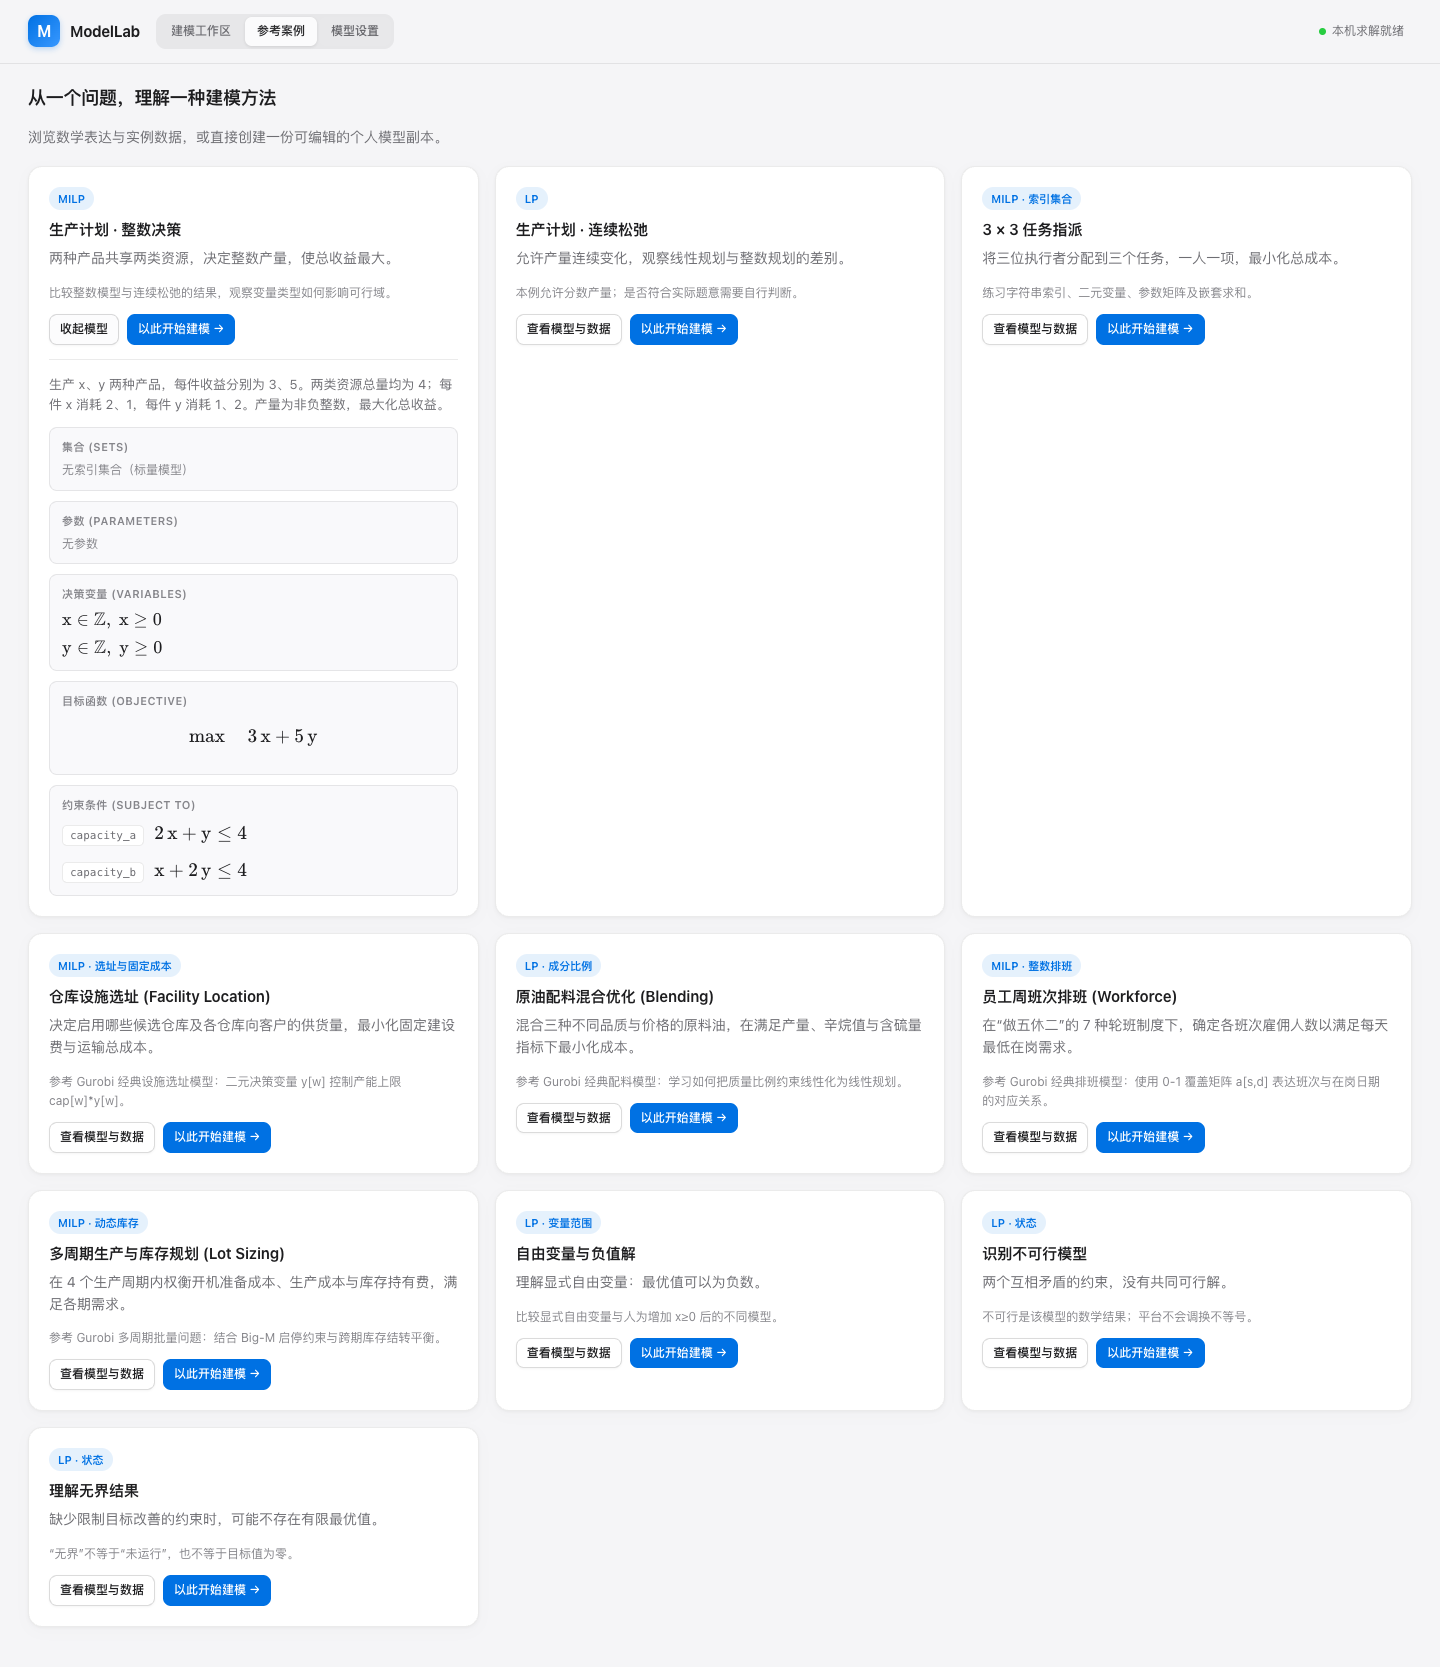 M ModelLab 建模工作区 参考案例 模型设置 本机求解就绪
从一个问题，理解一种建模方法
浏览数学表达与实例数据，或直接创建一份可编辑的个人模型副本。
MILP
生产计划 · 整数决策
两种产品共享两类资源，决定整数产量，使总收益最大。
比较整数模型与连续松弛的结果，观察变量类型如何影响可行域。
收起模型 以此开始建模 →
生产 x、y 两种产品，每件收益分别为 3、5。两类资源总量均为 4；每
件 x 消耗 2、1，每件 y 消耗 1、2。产量为非负整数，最大化总收益。
集合 (SETS)
无索引集合（标量模型）
参数 (PARAMETERS)
无参数
决策变量 (VARIABLES)
x ∈ ℤ, x ≥ 0
y ∈ ℤ, y ≥ 0
目标函数 (OBJECTIVE)
max 3 x + 5 y
约束条件 (SUBJECT TO)
capacity_a 2 x + y ≤ 4
capacity_b x + 2 y ≤ 4
LP
生产计划 · 连续松弛
允许产量连续变化，观察线性规划与整数规划的差别。
本例允许分数产量；是否符合实际题意需要自行判断。
查看模型与数据 以此开始建模 →
MILP · 索引集合
3 × 3 任务指派
将三位执行者分配到三个任务，一人一项，最小化总成本。
练习字符串索引、二元变量、参数矩阵及嵌套求和。
查看模型与数据 以此开始建模 →
MILP · 选址与固定成本
仓库设施选址 (Facility Location)
决定启用哪些候选仓库及各仓库向客户的供货量，最小化固定建设
费与运输总成本。
参考 Gurobi 经典设施选址模型：二元决策变量 y[w] 控制产能上限
cap[w]*y[w]。
查看模型与数据 以此开始建模 →
LP · 成分比例
原油配料混合优化 (Blending)
混合三种不同品质与价格的原料油，在满足产量、辛烷值与含硫量
指标下最小化成本。
参考 Gurobi 经典配料模型：学习如何把质量比例约束线性化为线性规划。
查看模型与数据 以此开始建模 →
MILP · 整数排班
员工周班次排班 (Workforce)
在“做五休二”的 7 种轮班制度下，确定各班次雇佣人数以满足每天
最低在岗需求。
参考 Gurobi 经典排班模型：使用 0-1 覆盖矩阵 a[s,d] 表达班次与在岗日期
的对应关系。
查看模型与数据 以此开始建模 →
MILP · 动态库存
多周期生产与库存规划 (Lot Sizing)
在 4 个生产周期内权衡开机准备成本、生产成本与库存持有费，满
足各期需求。
参考 Gurobi 多周期批量问题：结合 Big-M 启停约束与跨期库存结转平衡。
查看模型与数据 以此开始建模 →
LP · 变量范围
自由变量与负值解
理解显式自由变量：最优值可以为负数。
比较显式自由变量与人为增加 x≥0 后的不同模型。
查看模型与数据 以此开始建模 →
LP · 状态
识别不可行模型
两个互相矛盾的约束，没有共同可行解。
不可行是该模型的数学结果；平台不会调换不等号。
查看模型与数据 以此开始建模 →
LP · 状态
理解无界结果
缺少限制目标改善的约束时，可能不存在有限最优值。
“无界”不等于“未运行”，也不等于目标值为零。
查看模型与数据 以此开始建模 →